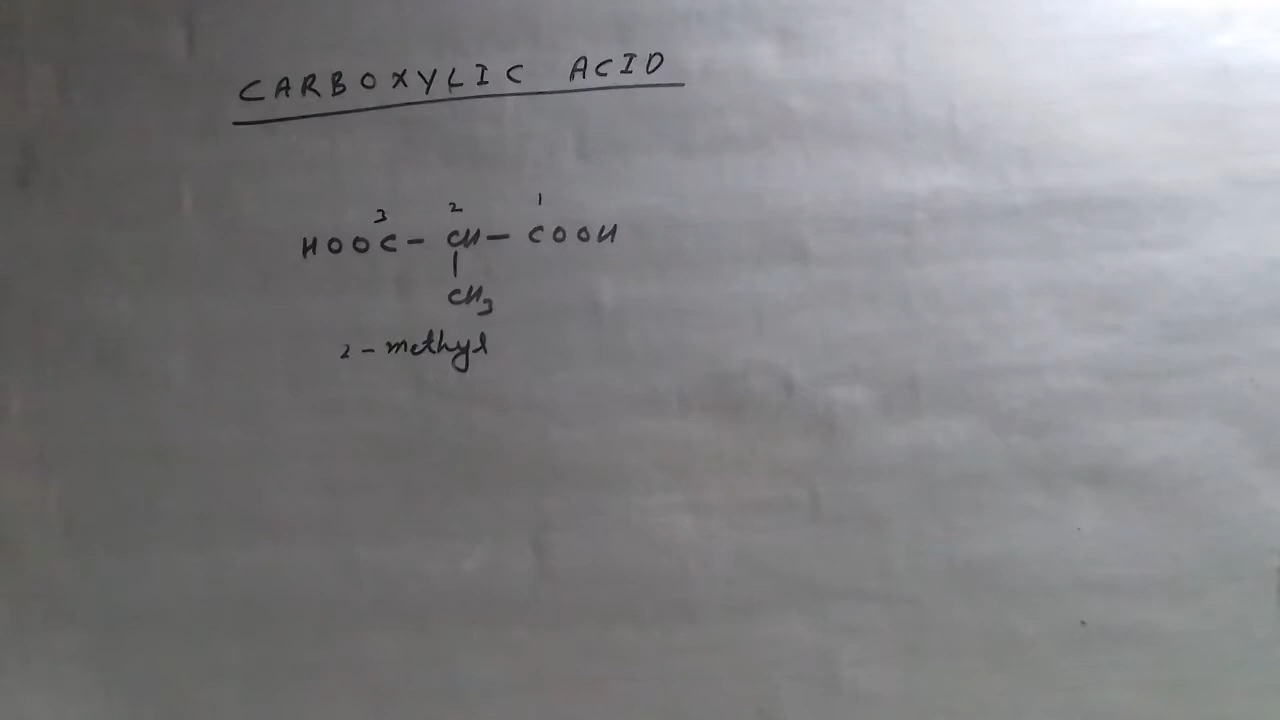 CARBOXYLIC ACID
3 2 1
HOOC - CH - COOH
|
CH3
2 - methyl